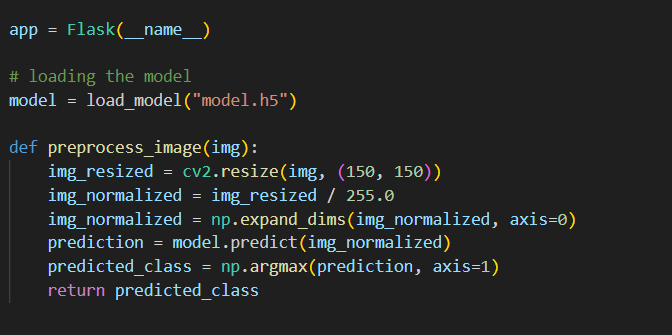 app = Flask(__name__)
# loading the model
model = load_model("model.h5")
def preprocess_image(img):
    img_resized = cv2.resize(img, (150, 150))
    img_normalized = img_resized / 255.0
    img_normalized = np.expand_dims(img_normalized, axis=0)
    prediction = model.predict(img_normalized)
    predicted_class = np.argmax(prediction, axis=1)
    return predicted_class